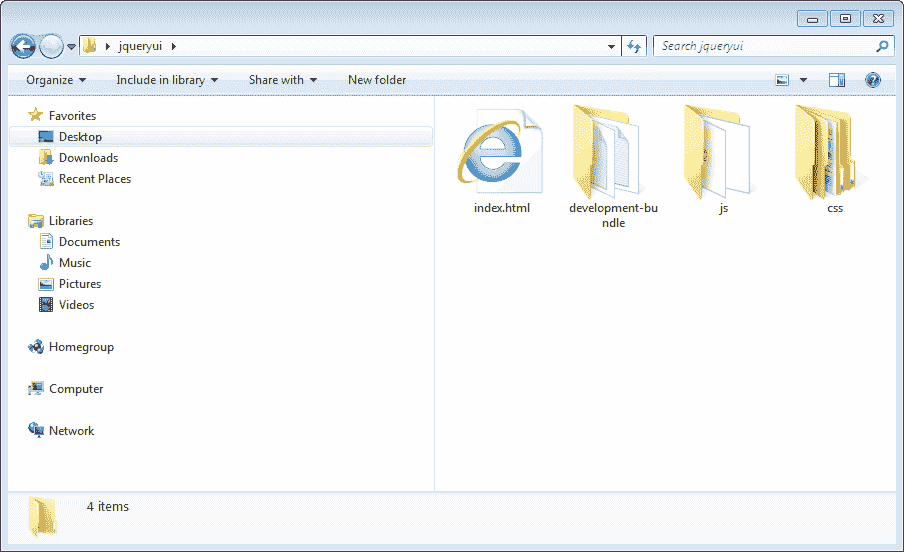 jqueryui
Search jqueryui
Organize Include in library Share with New folder
Favorites
Desktop
Downloads
Recent Places
Libraries
Documents
Music
Pictures
Videos
Homegroup
Computer
Network
index.html
development-bu
ndle
js
css
4 items